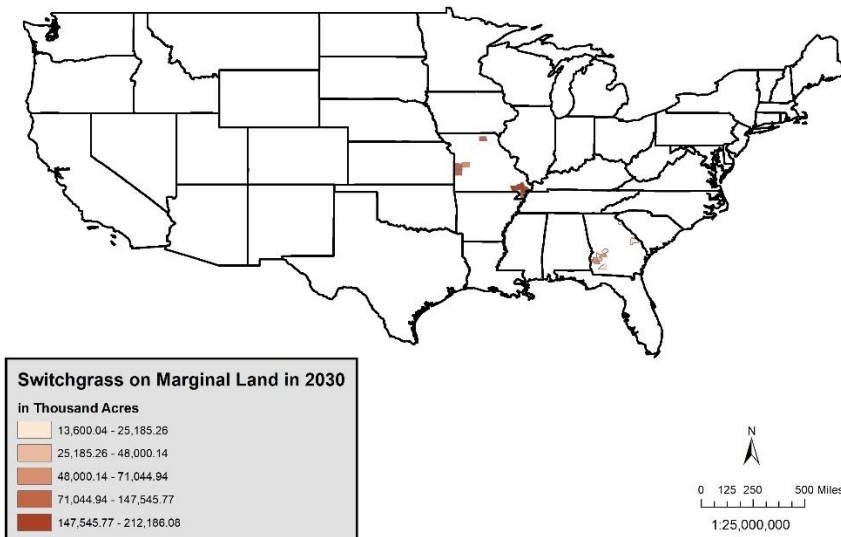 Switchgrass on Marginal Land in 2030
in Thousand Acres
13,600.04 - 25,185.26
25,185.26 - 48,000.14
48,000.14 - 71,044.94
71,044.94 - 147,545.77
147,545.77 - 212,186.08
N
0 125 250 500 Miles
1:25,000,000